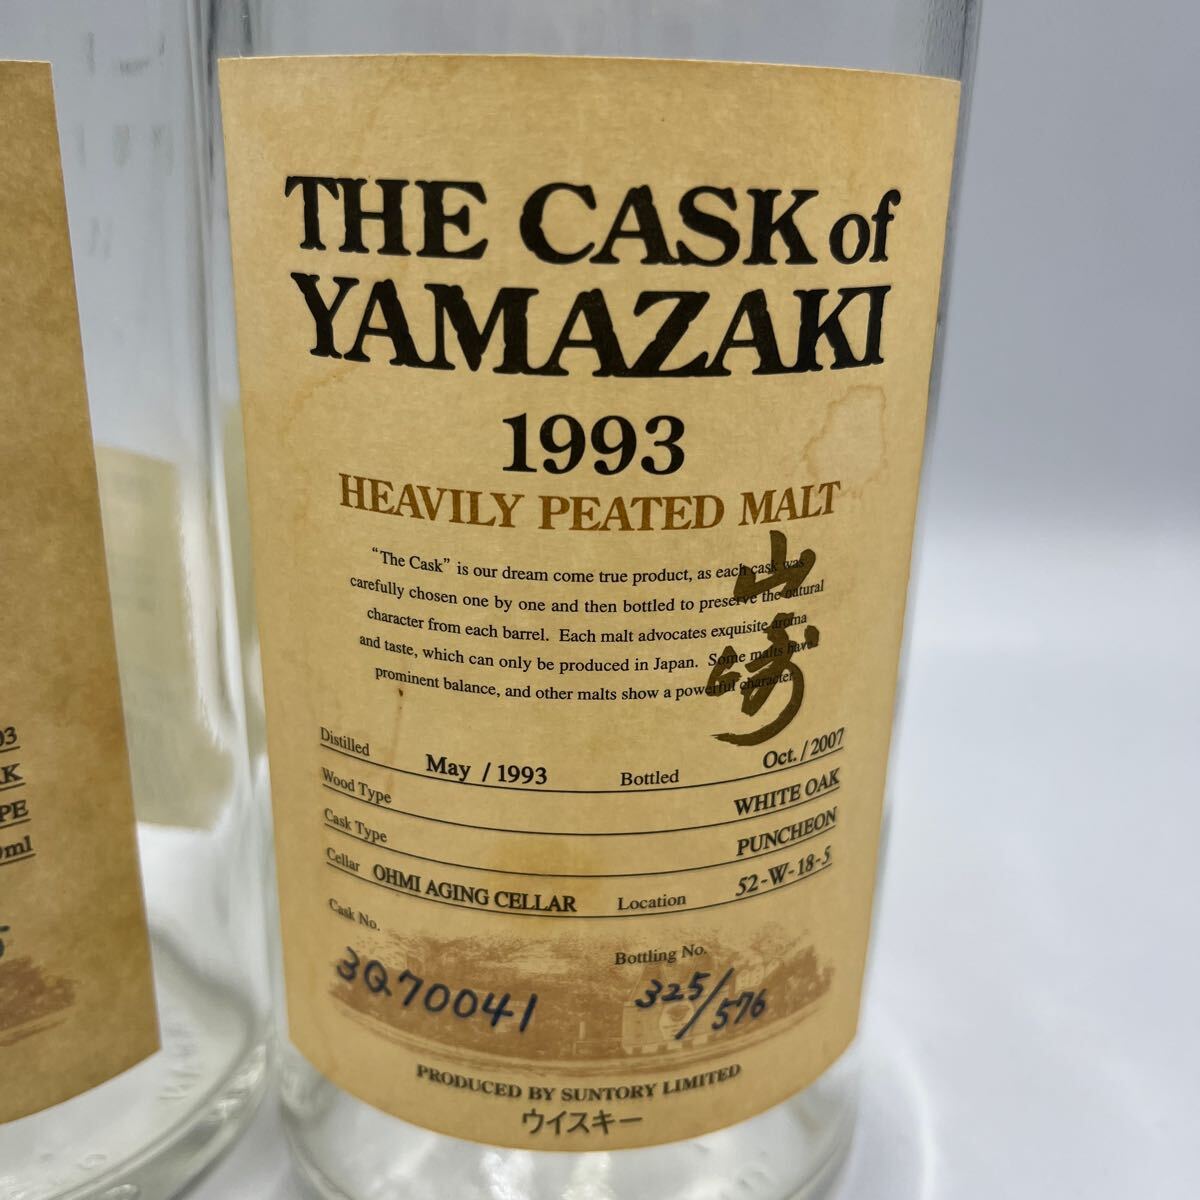 THE CASK of
YAMAZAKI
1993
HEAVILY PEATED MALT
"The Cask" is our dream come true product, as each cask was
carefully chosen one by one and then bottled to preserve the natural
character from each barrel. Each malt advocates exquisite aroma
and taste, which can only be produced in Japan. Some malts have
prominent balance, and other malts show a powerful character.
山崎
Distilled May / 1993 Bottled Oct. / 2007
Wood Type WHITE OAK
Cask Type PUNCHEON
Cellar OHMI AGING CELLAR Location 52-W-18-5
Cask No. Bottling No.
3Q70041 325/576
PRODUCED BY SUNTORY LIMITED
ウイスキー
03
K
PE
0ml
5